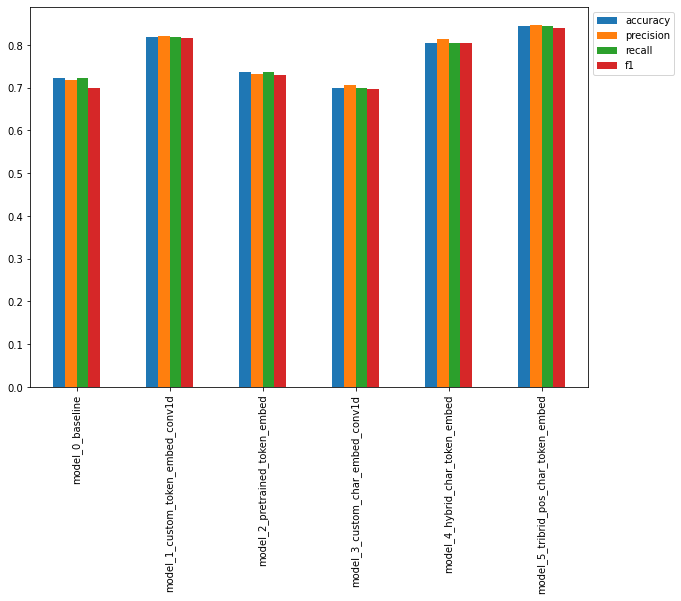 accuracy
precision
recall
f1
0.8
0.7
0.6
0.5
0.4
0.3
0.2
0.1
0.0
model_0_baseline
model_1_custom_token_embed_conv1d
model_2_pretrained_token_embed
model_3_custom_char_embed_conv1d
model_4_hybrid_char_token_embed
model_5_tribrid_pos_char_token_embed